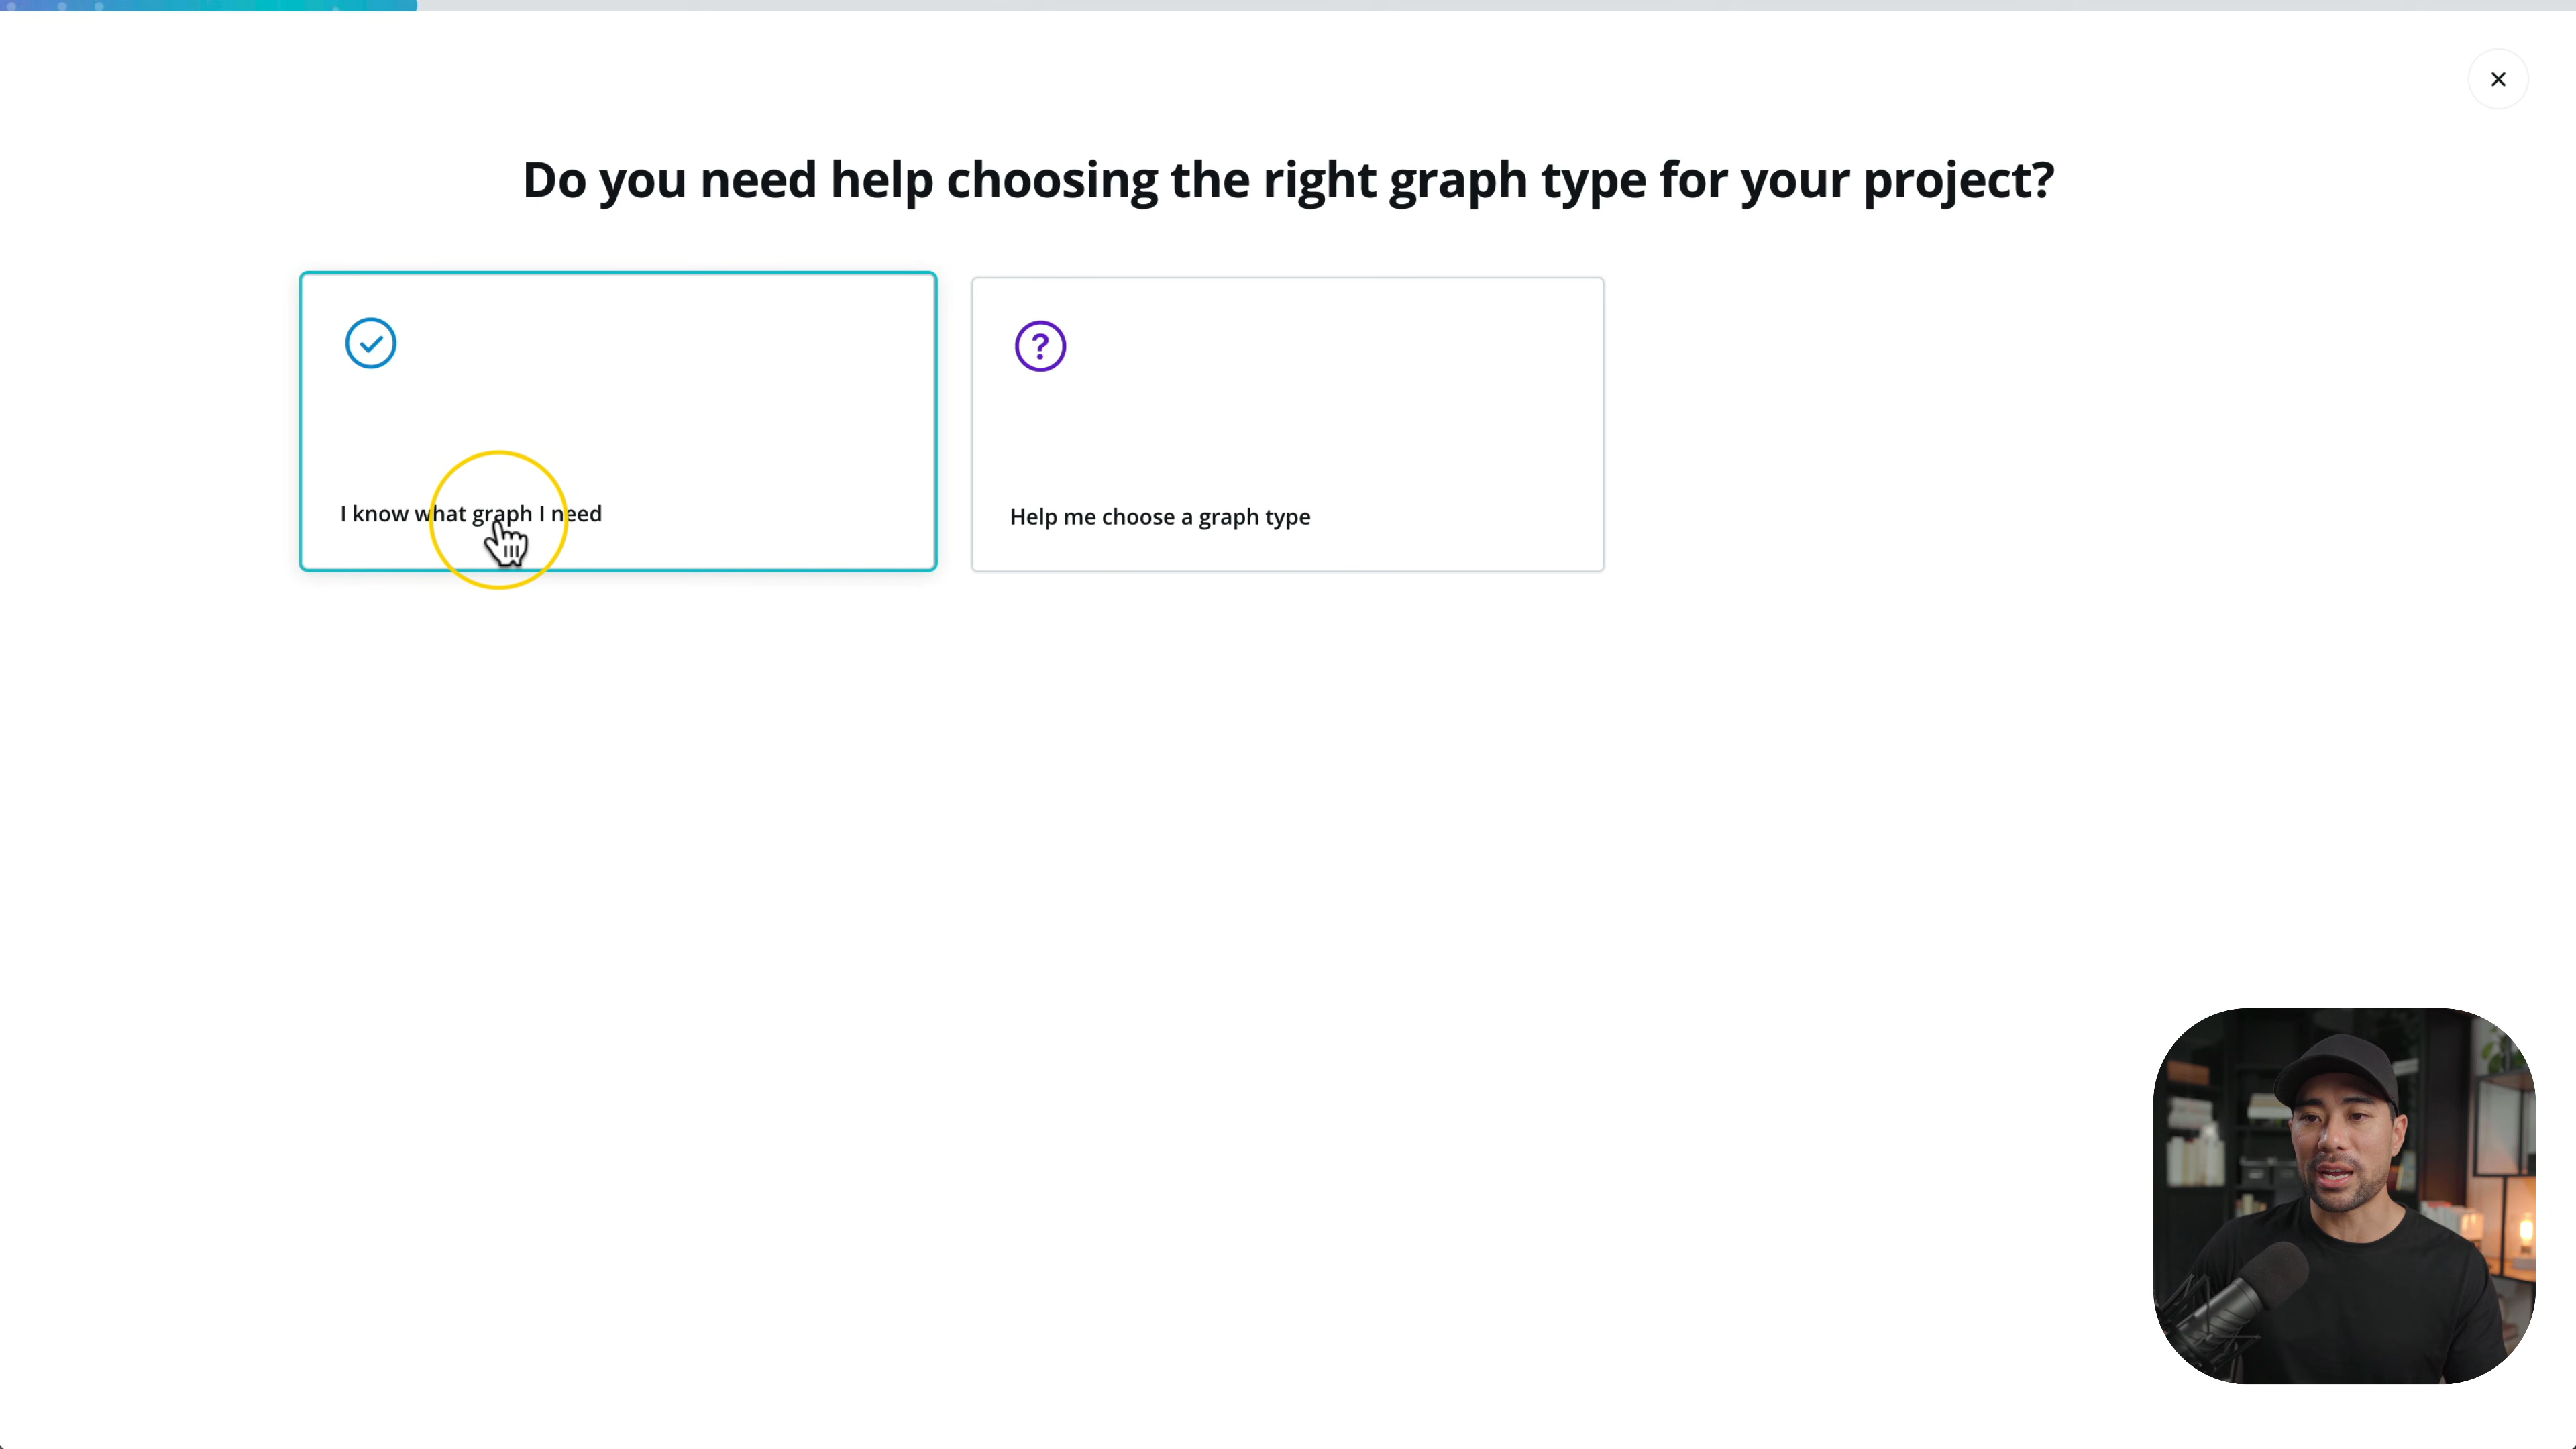 Do you need help choosing the right graph type for your project?
I know what graph I need
Help me choose a graph type